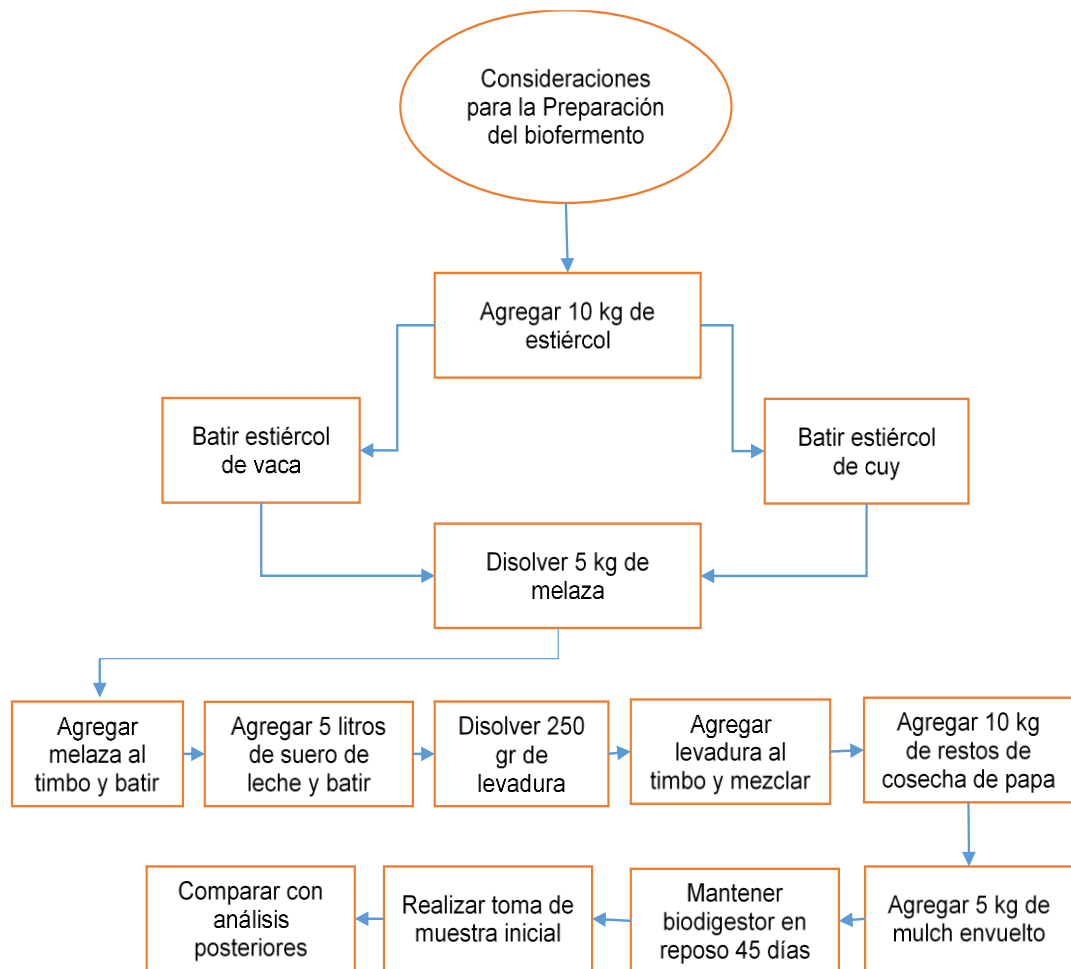 Consideraciones
para la Preparación
del biofermento
Agregar 10 kg de
estiércol
Batir estiércol
de vaca
Batir estiércol
de cuy
Disolver 5 kg de
melaza
Agregar
melaza al
timbo y batir
Agregar 5 litros
de suero de
leche y batir
Disolver 250
gr de
levadura
Agregar
levadura al
timbo y mezclar
Agregar 10 kg
de restos de
cosecha de papa
Agregar 5 kg de
mulch envuelto
Mantener
biodigestor en
reposo 45 días
Realizar toma de
muestra inicial
Comparar con
análisis
posteriores